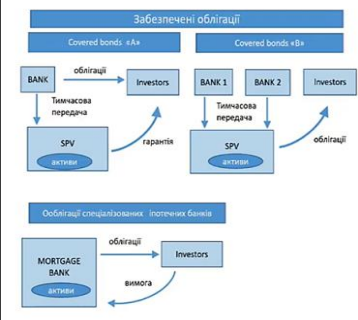 Забезпечені облігації
Covered bonds «А»
Covered bonds «В»
BANK
облігації
Investors
Тимчасова
передача
SPV
активи
гарантія
BANK 1
BANK 2
Investors
Тимчасова
передача
SPV
активи
облігації
Ооблігації спеціалізованих іпотечних банків
MORTGAGE
BANK
активи
облігації
Investors
вимога